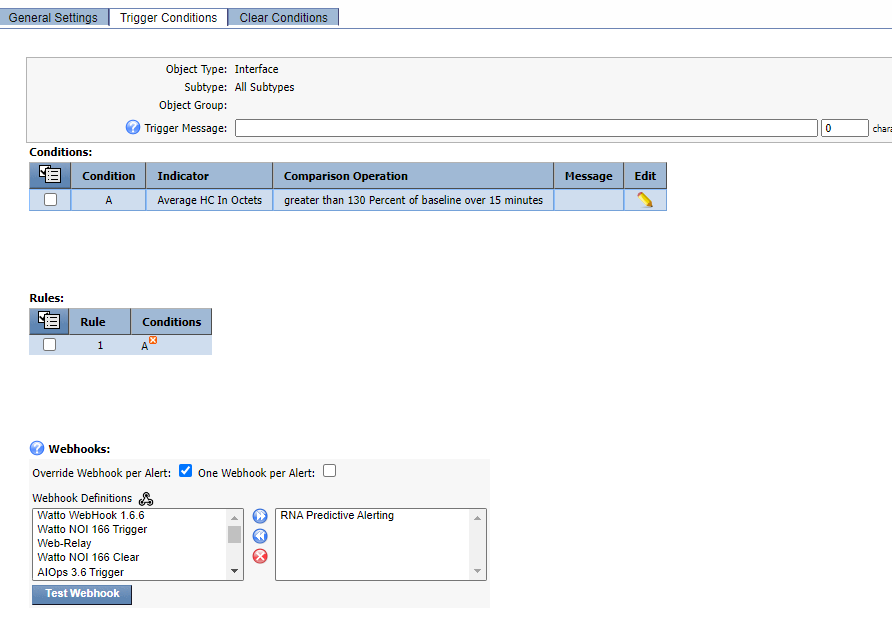 General Settings Trigger Conditions Clear Conditions
Object Type: Interface
Subtype: All Subtypes
Object Group:
? Trigger Message: 0
Conditions:
Condition Indicator Comparison Operation Message Edit
A Average HC In Octets greater than 130 Percent of baseline over 15 minutes
Rules:
Rule Conditions
1 A
? Webhooks:
Override Webhook per Alert: One Webhook per Alert:
Webhook Definitions
Watto WebHook 1.6.6 RNA Predictive Alerting
Watto NOI 166 Trigger
Web-Relay
Watto NOI 166 Clear
AIOps 3.6 Trigger
Test Webhook